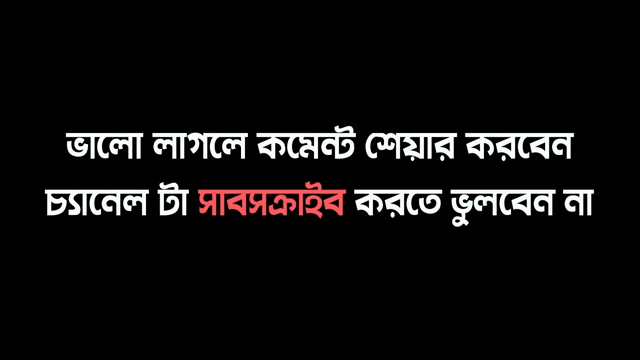 ভালো লাগলে কমেন্ট শেয়ার করবেন
চ্যানেল টা সাবসক্রাইব করতে ভুলবেন না